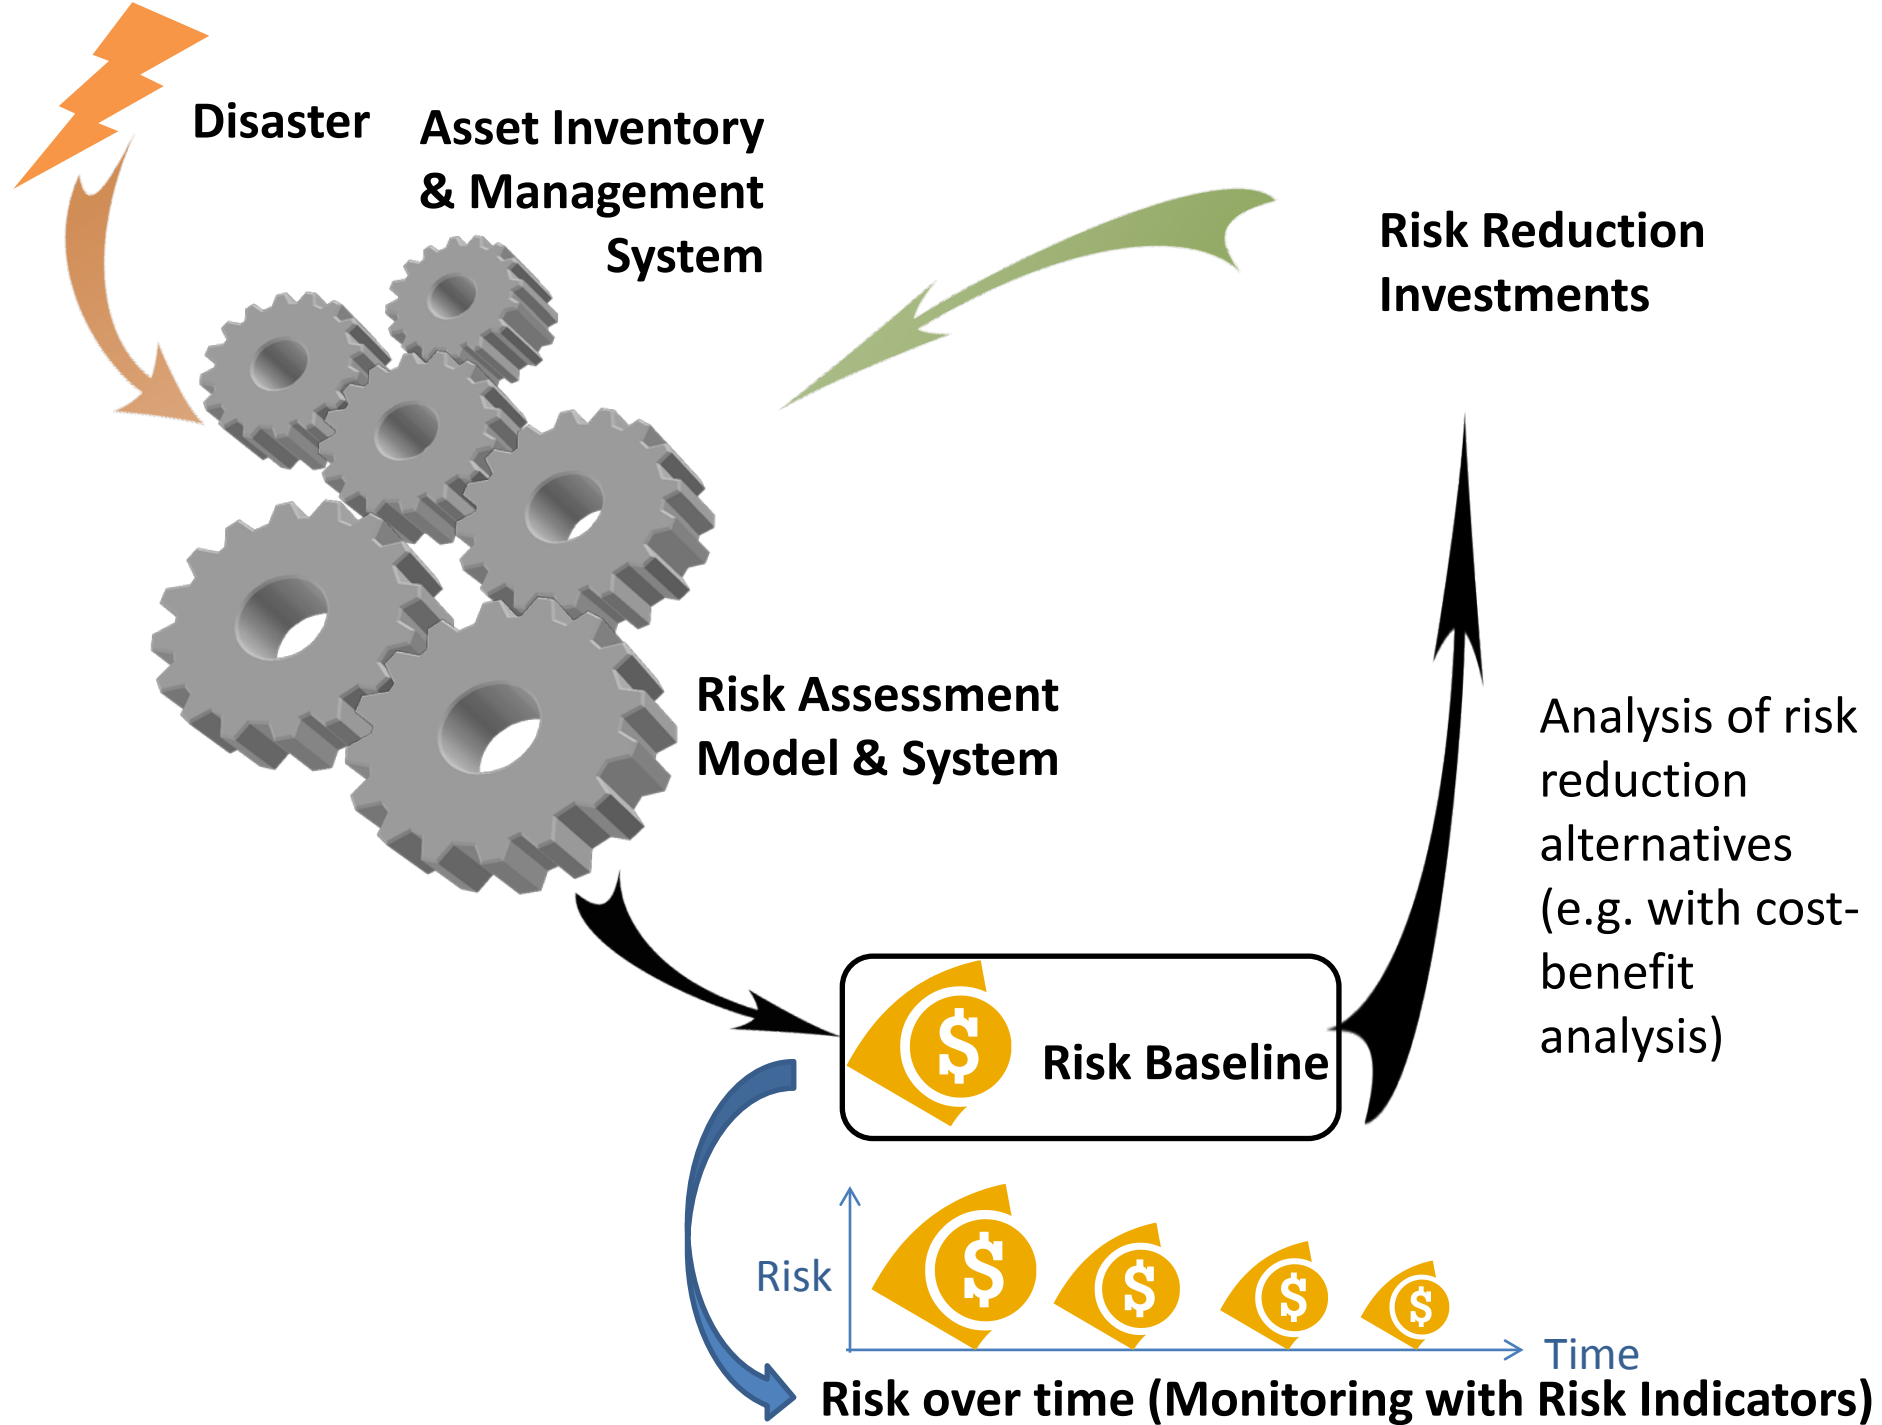 Disaster
Asset Inventory
& Management
System
Risk Reduction
Investments
Risk Assessment
Model & System
Analysis of risk
reduction
alternatives
(e.g. with cost-
benefit
analysis)
$
Risk Baseline
Risk
$ $ $ $
Time
Risk over time (Monitoring with Risk Indicators)